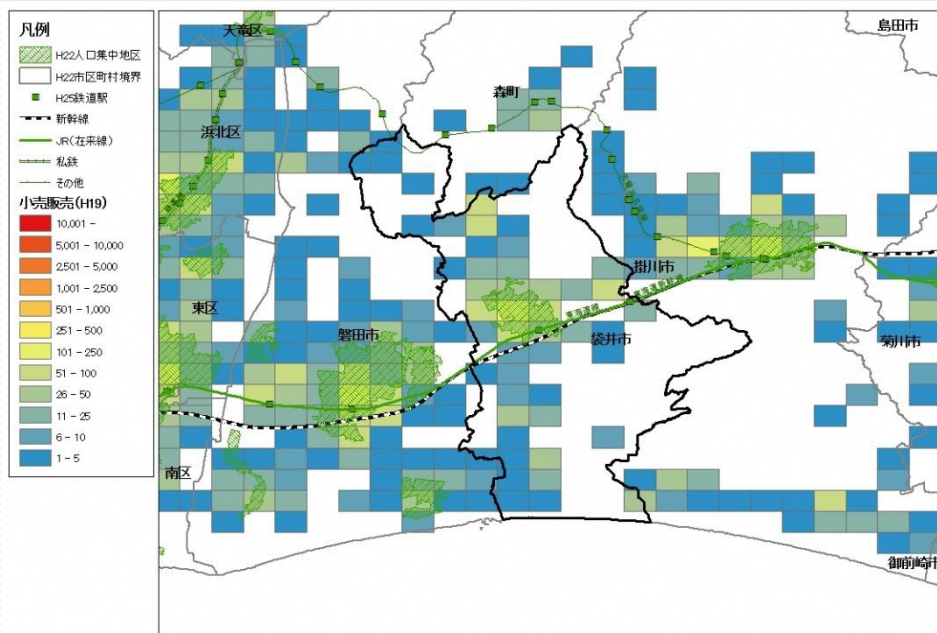 凡例
H22人口集中地区
H22市区町村境界
H25鉄道駅
新幹線
JR(在来線)
私鉄
その他
小売販売(H19)
10,001 -
5,001 - 10,000
2,501 - 5,000
1,001 - 2,500
501 - 1,000
251 - 500
101 - 250
51 - 100
26 - 50
11 - 25
6 - 10
1 - 5
天竜区
島田市
森町
浜北区
掛川市
東区
磐田市
袋井市
菊川市
南区
御前崎市